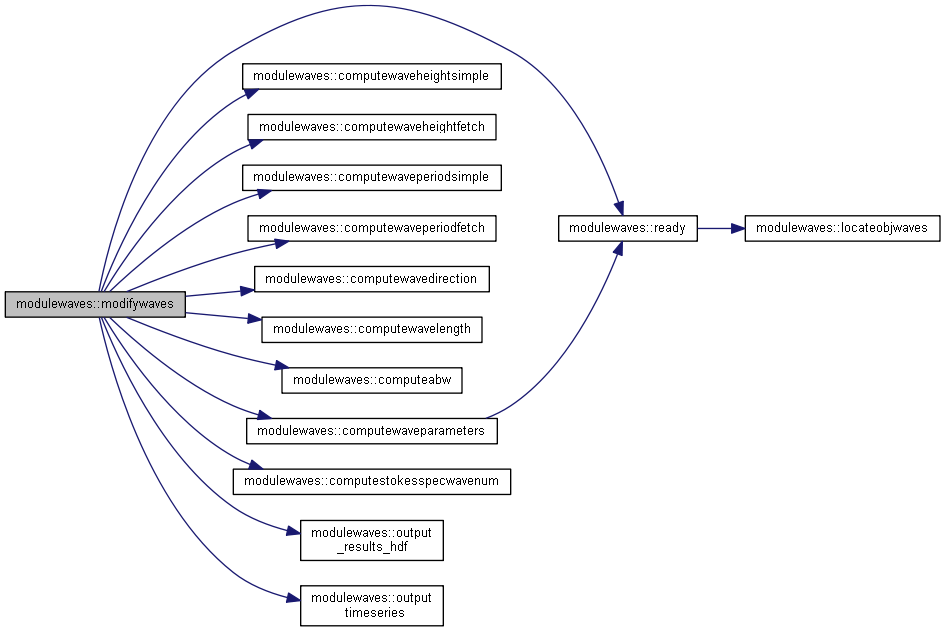 modulewaves::modifywaves
modulewaves::computewaveheightsimple
modulewaves::computewaveheightfetch
modulewaves::computewaveperiodsimple
modulewaves::computewaveperiodfetch
modulewaves::computewavedirection
modulewaves::computewavelength
modulewaves::computeabw
modulewaves::computewaveparameters
modulewaves::computestokesspecwavenum
modulewaves::output
_results_hdf
modulewaves::output
timeseries
modulewaves::ready
modulewaves::locateobjwaves